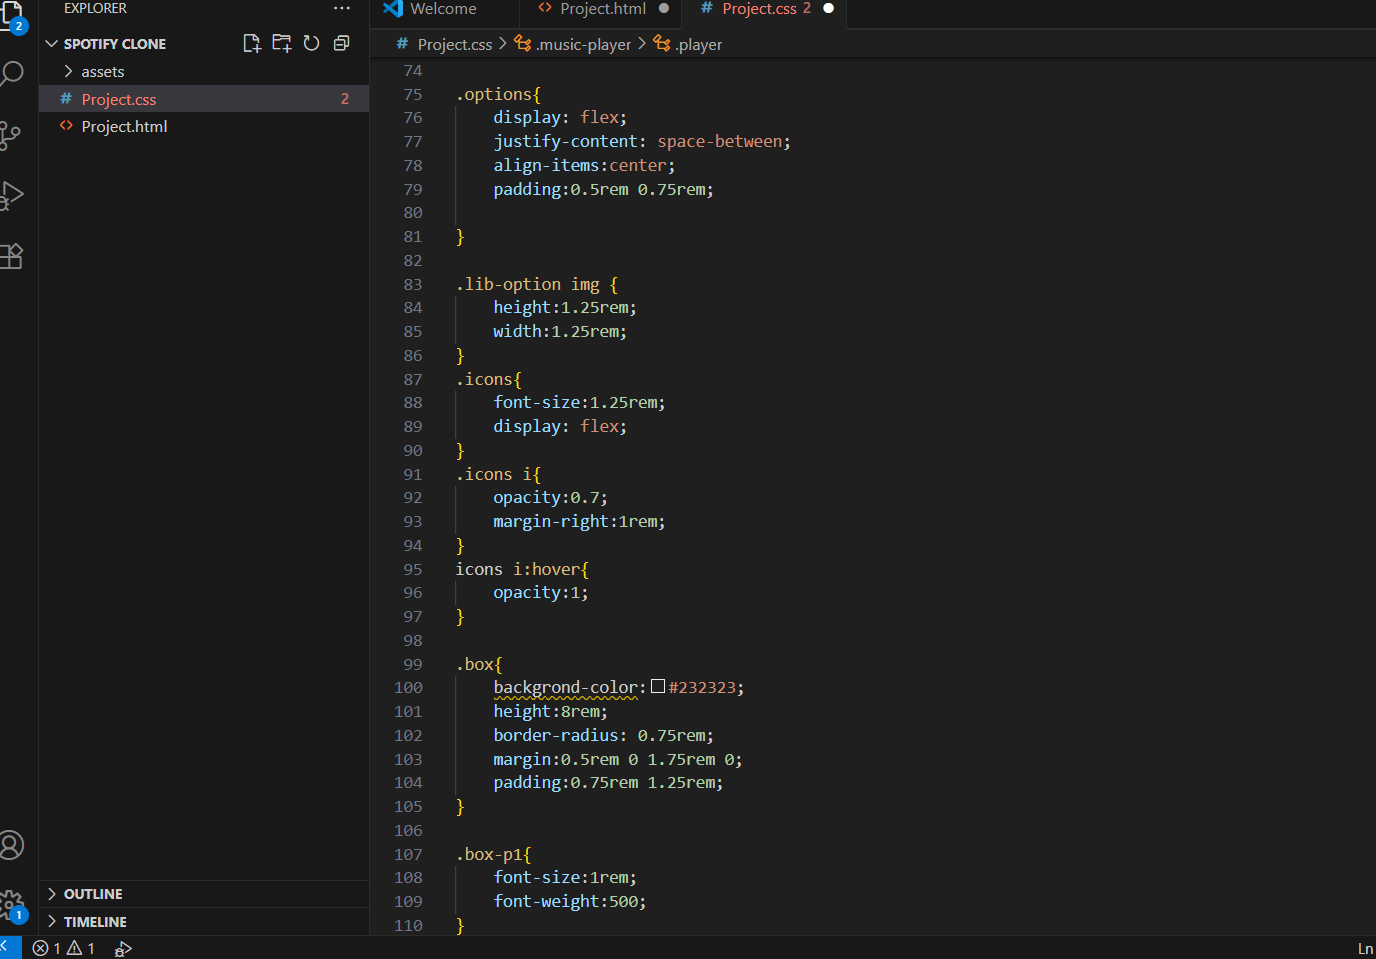 EXPLORER ...
Welcome
Project.html
Project.css 2
2
SPOTIFY CLONE
Project.css > .music-player > .player
assets
Project.css 2
Project.html
74
75 .options{
76 display: flex;
77 justify-content: space-between;
78 align-items:center;
79 padding:0.5rem 0.75rem;
80
81 }
82
83 .lib-option img {
84 height:1.25rem;
85 width:1.25rem;
86 }
87 .icons{
88 font-size:1.25rem;
89 display: flex;
90 }
91 .icons i{
92 opacity:0.7;
93 margin-right:1rem;
94 }
95 icons i:hover{
96 opacity:1;
97 }
98
99 .box{
100 backgrond-color:#232323;
101 height:8rem;
102 border-radius: 0.75rem;
103 margin:0.5rem 0 1.75rem 0;
104 padding:0.75rem 1.25rem;
105 }
106
107 .box-p1{
108 font-size:1rem;
109 font-weight:500;
110 }
OUTLINE
1
TIMELINE
1 1
Ln